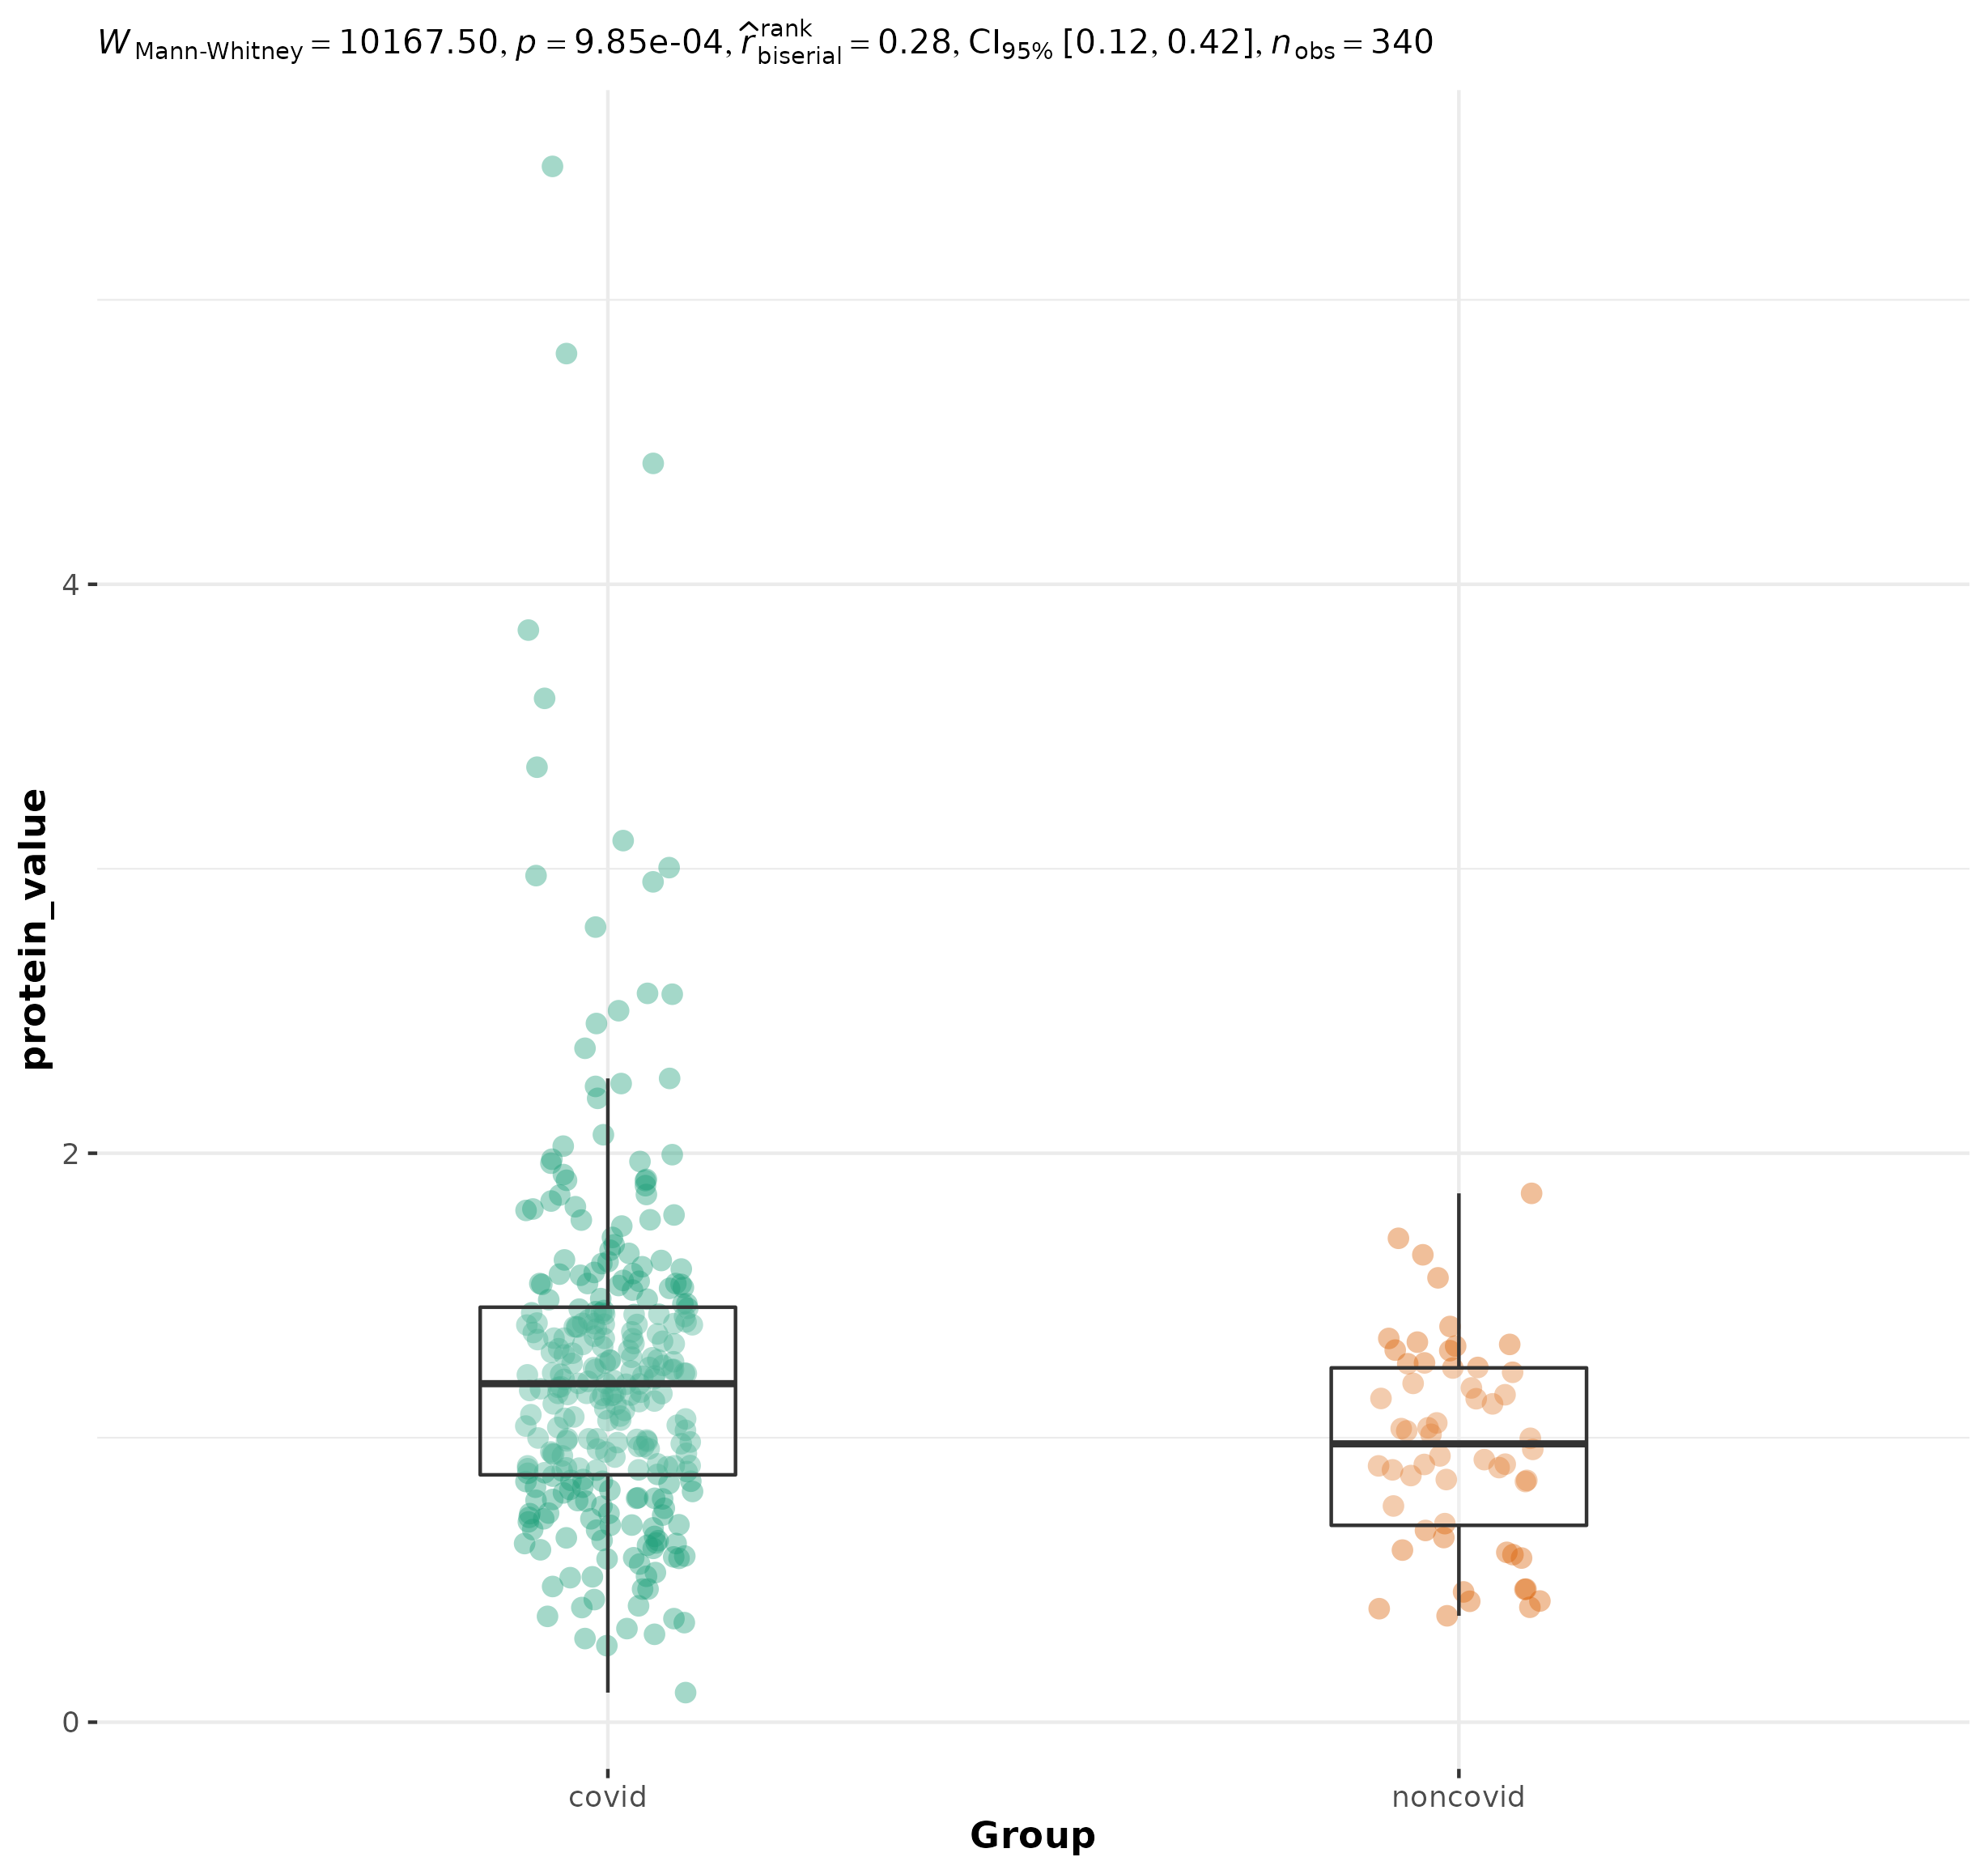 W Mann-Whitney = 10167.50, p = 9.85e-04, r̂ rank biserial = 0.28, CI95% [0.12, 0.42], n obs = 340
4
2
0
protein_value
covid noncovid
Group